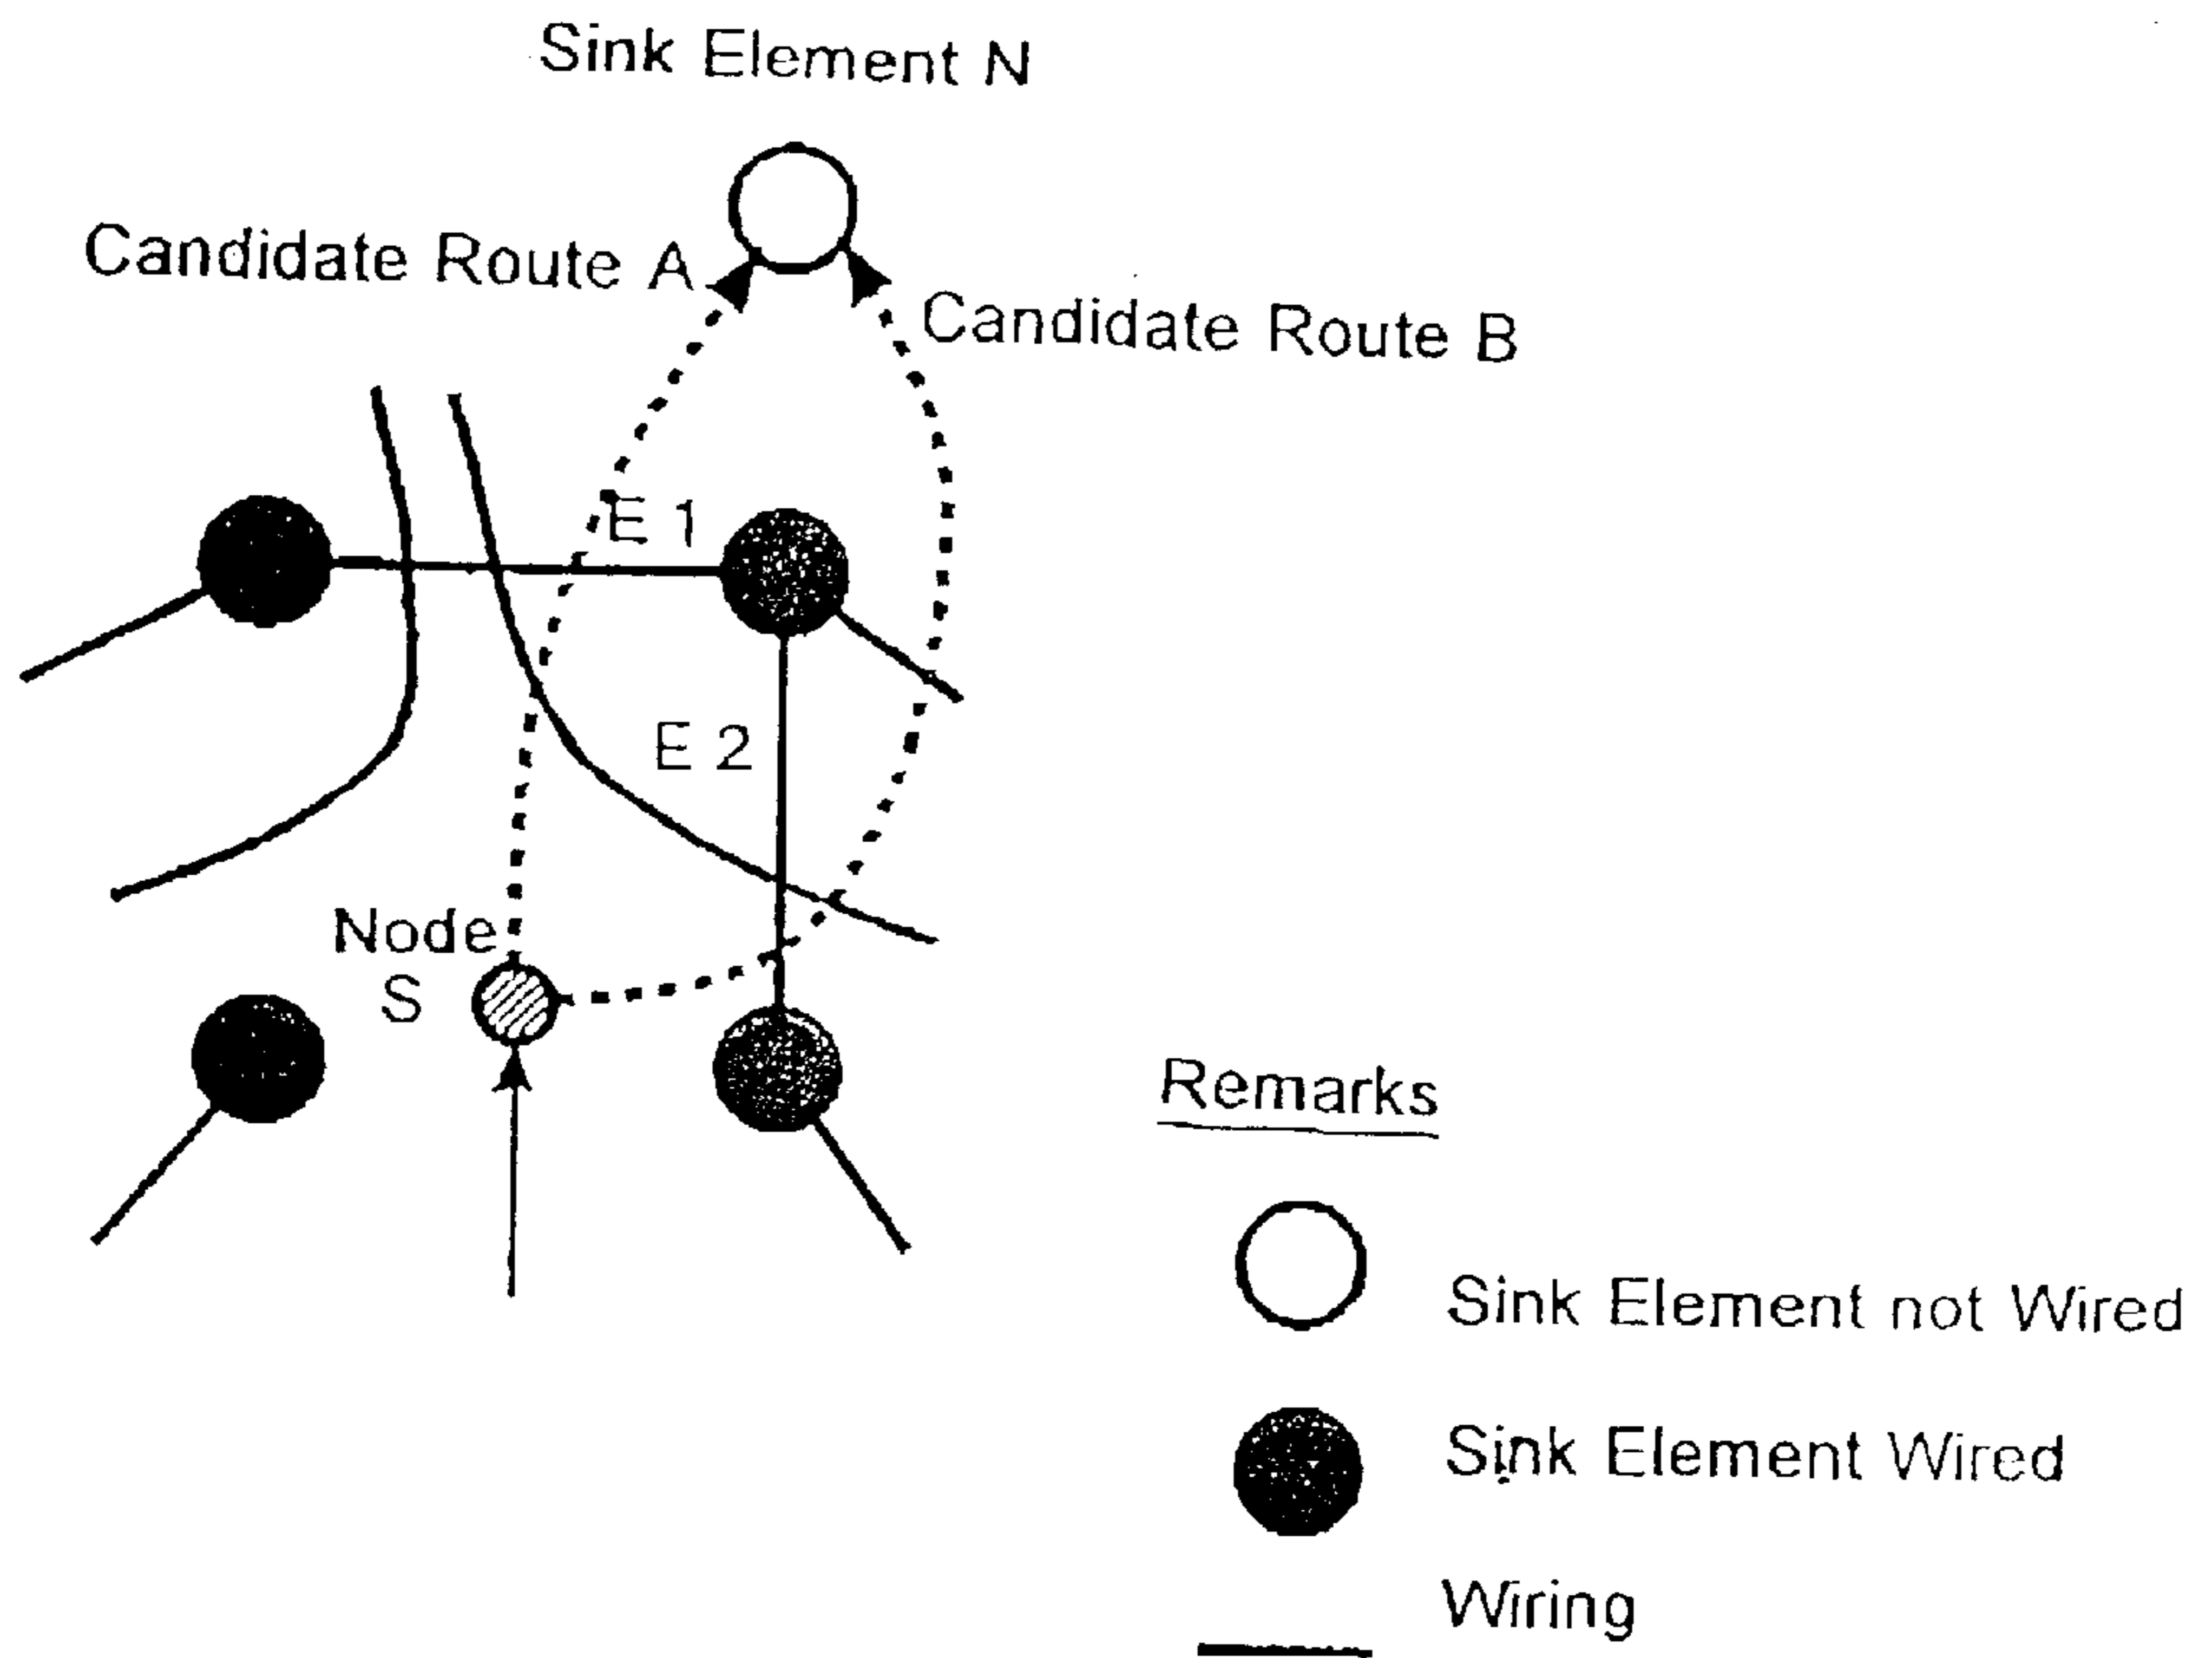 Sink Element N
Candidate Route A
Candidate Route B
E 1
E 2
Node
S
Remarks
Sink Element not Wired
Sink Element Wired
Wiring